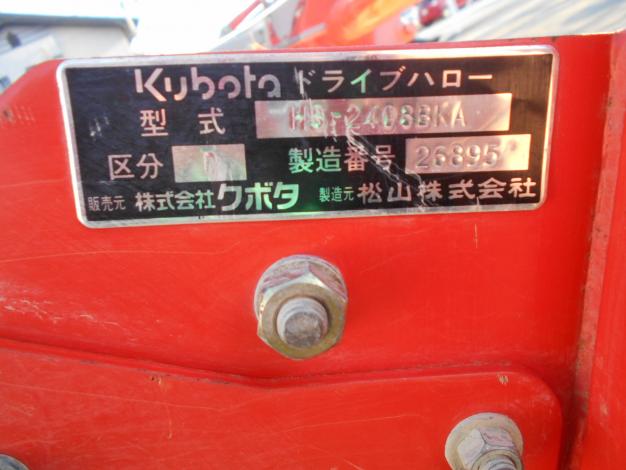 Kubota ドライブハロー
型式 HS-2408BKA
区分 D 製造番号 26895
販売元 株式会社クボタ 製造元 松山株式会社